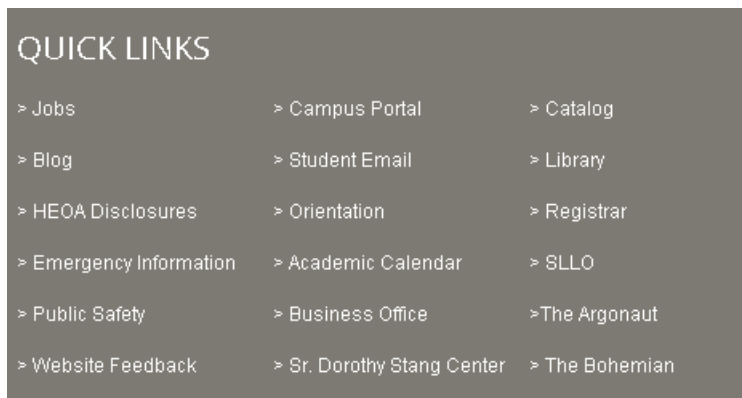 QUICK LINKS
> Jobs
> Blog
> HEOA Disclosures
> Emergency Information
> Public Safety
> Website Feedback
> Campus Portal
> Student Email
> Orientation
> Academic Calendar
> Business Office
> Sr. Dorothy Stang Center
> Catalog
> Library
> Registrar
> SLLO
>The Argonaut
> The Bohemian